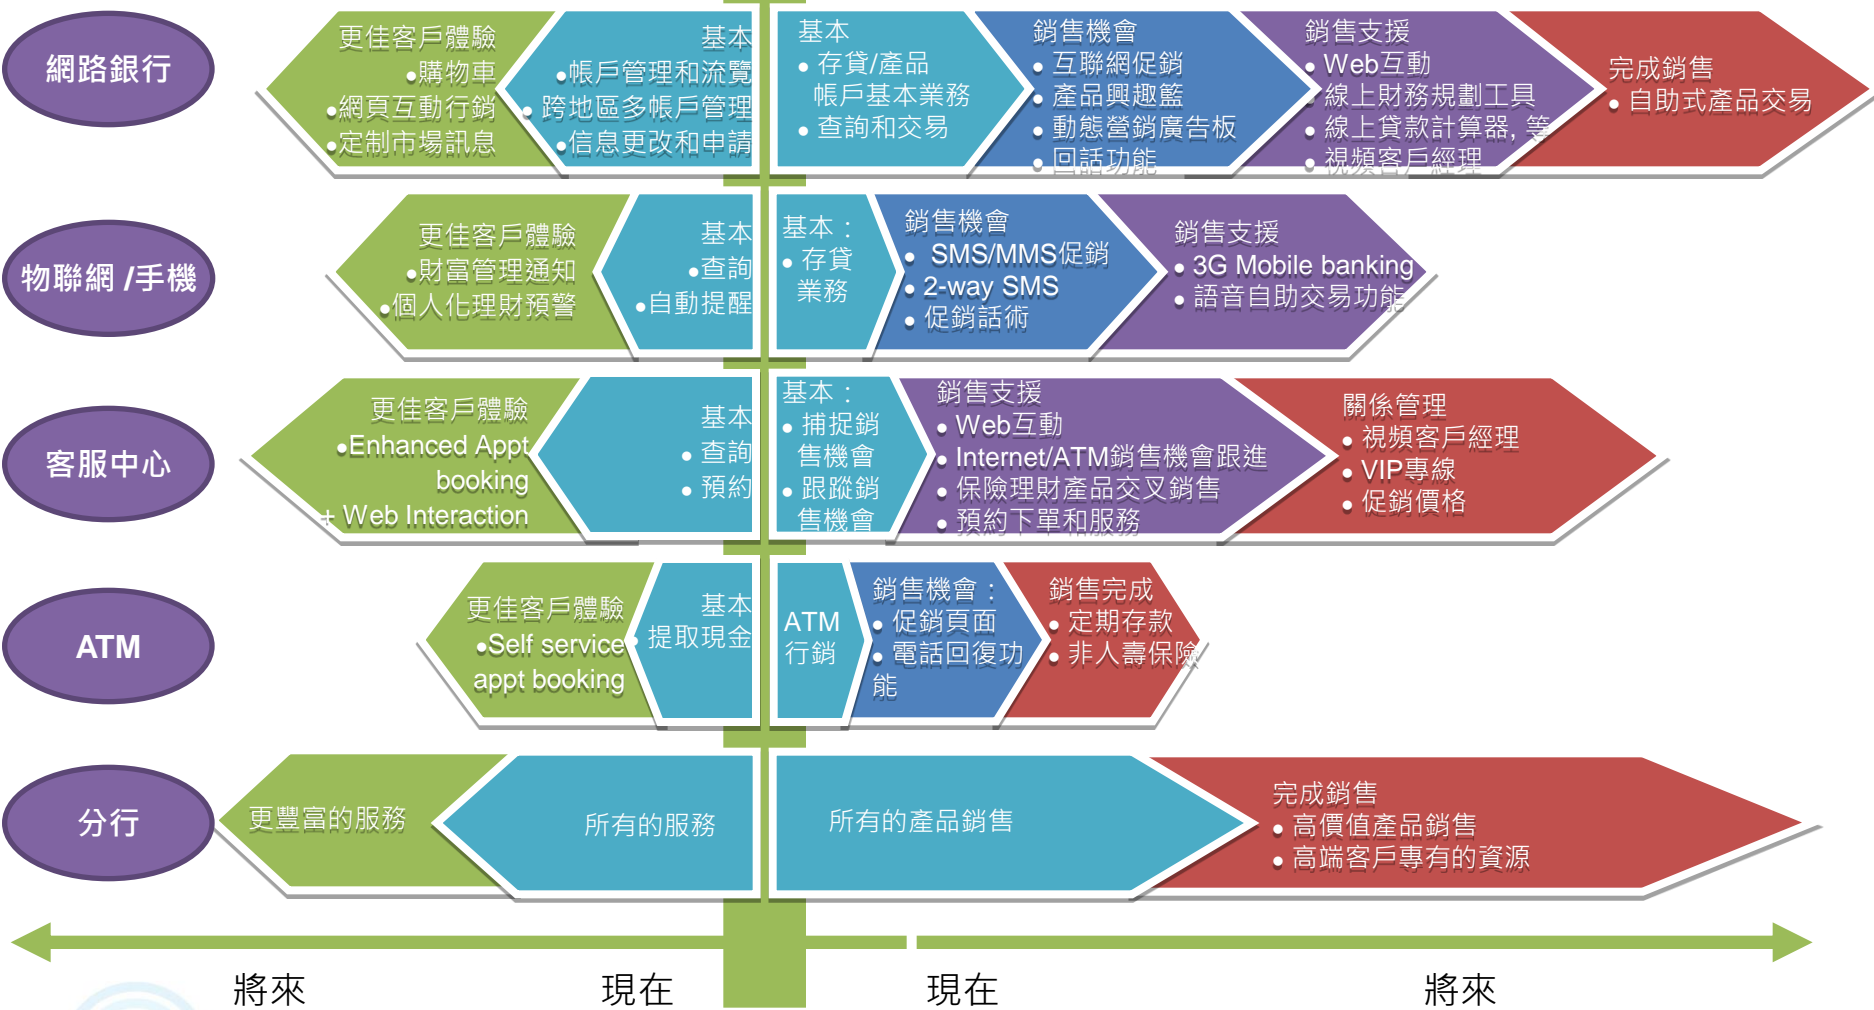 網路銀行
更佳客戶體驗
●購物車
●網頁互動行銷
●定制市場訊息
基本
●帳戶管理和流覽
● 跨地區多帳戶管理
●信息更改和申請
基本
● 存貸/產品
帳戶基本業務
● 查詢和交易
銷售機會
● 互聯網促銷
● 產品興趣籃
● 動態營銷廣告板
● 回話功能
銷售支援
● Web互動
● 線上財務規劃工具
● 線上貸款計算器, 等
● 視頻客戶經理
完成銷售
● 自助式產品交易
物聯網 /手機
更佳客戶體驗
●財富管理通知
●個人化理財預警
基本
●查詢
●自動提醒
基本：
● 存貸
業務
銷售機會
● SMS/MMS促銷
● 2-way SMS
● 促銷話術
銷售支援
● 3G Mobile banking
● 語音自助交易功能
客服中心
更佳客戶體驗
●Enhanced Appt
booking
+ Web Interaction
基本
● 查詢
● 預約
基本：
● 捕捉銷
售機會
● 跟蹤銷
售機會
銷售支援
● Web互動
● Internet/ATM銷售機會跟進
● 保險理財產品交叉銷售
● 預約下單和服務
關係管理
● 視頻客戶經理
● VIP專線
● 促銷價格
ATM
更佳客戶體驗
●Self service
appt booking
基本
● 提取現金
ATM
行銷
銷售機會：
● 促銷頁面
● 電話回復功
能
銷售完成
● 定期存款
● 非人壽保險
分行
更豐富的服務
所有的服務
所有的產品銷售
完成銷售
● 高價值產品銷售
● 高端客戶專有的資源
將來
現在
現在
將來